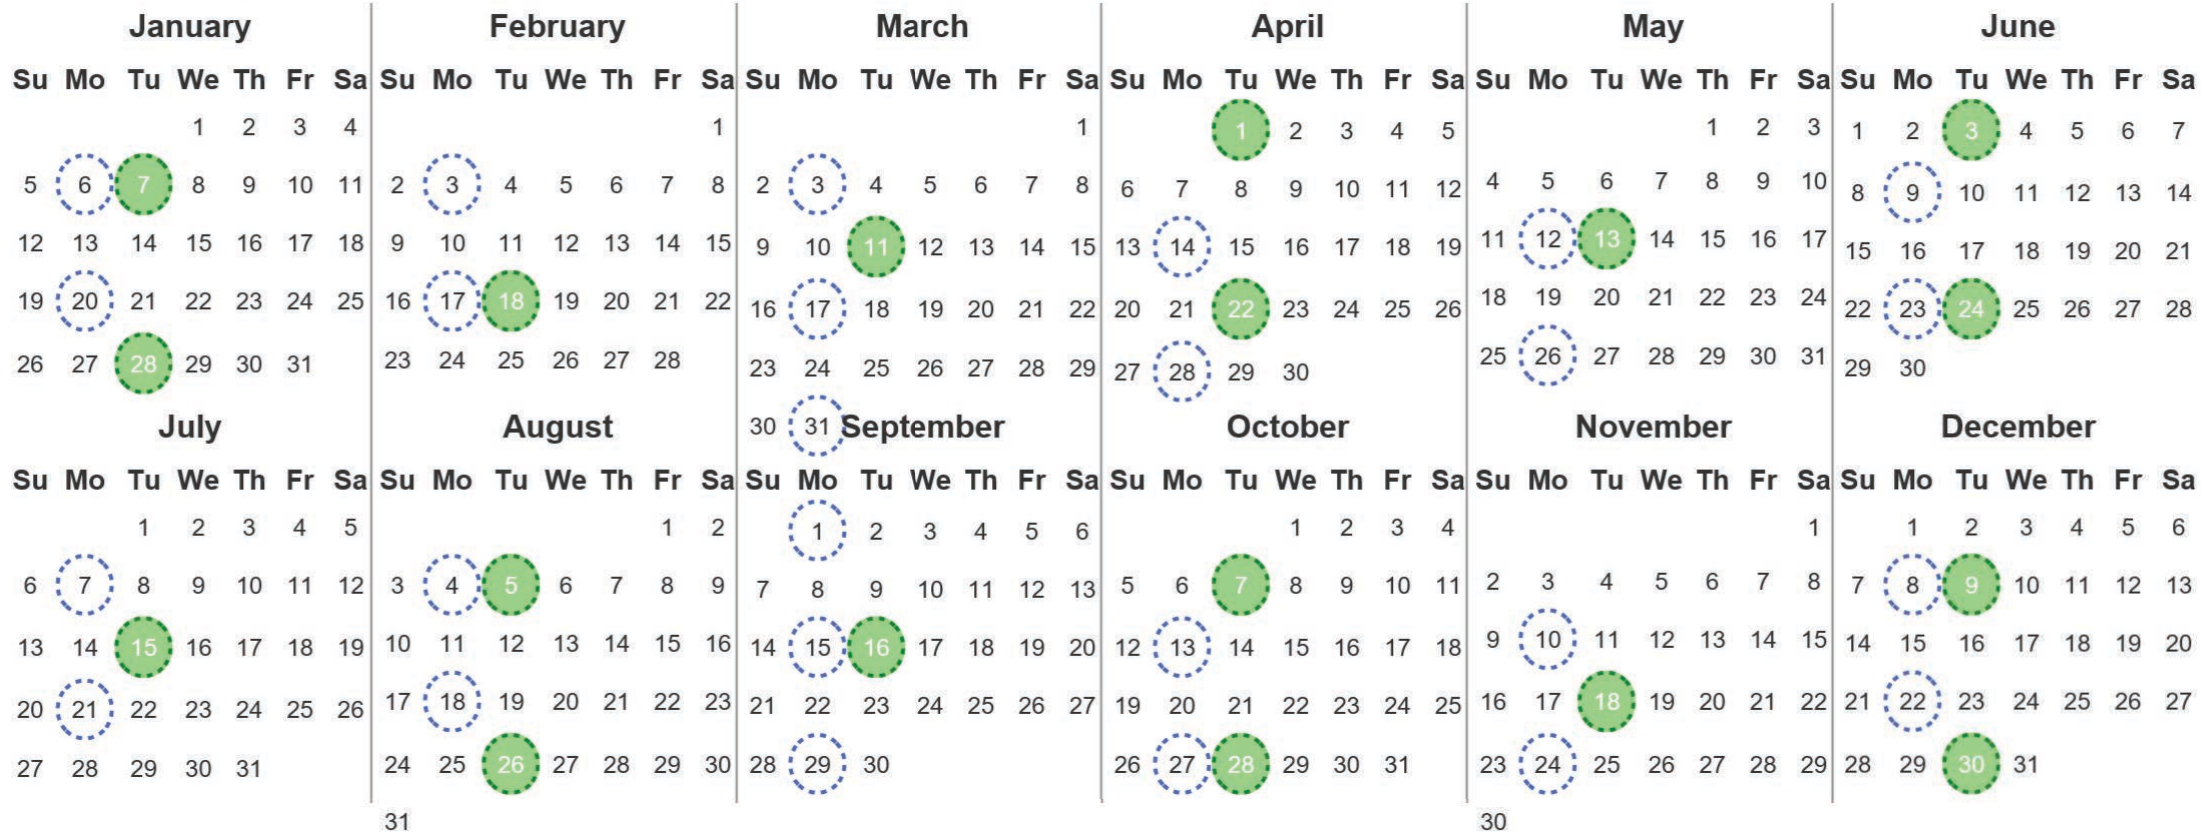 January
Su Mo Tu We Th Fr Sa
1 2 3 4
5 6 7 8 9 10 11
12 13 14 15 16 17 18
19 20 21 22 23 24 25
26 27 28 29 30 31
February
Su Mo Tu We Th Fr Sa
1
2 3 4 5 6 7 8
9 10 11 12 13 14 15
16 17 18 19 20 21 22
23 24 25 26 27 28
March
Su Mo Tu We Th Fr Sa
1
2 3 4 5 6 7 8
9 10 11 12 13 14 15
16 17 18 19 20 21 22
23 24 25 26 27 28 29
30 31
April
Su Mo Tu We Th Fr Sa
1 2 3 4 5
6 7 8 9 10 11 12
13 14 15 16 17 18 19
20 21 22 23 24 25 26
27 28 29 30
May
Su Mo Tu We Th Fr Sa
1 2 3
4 5 6 7 8 9 10
11 12 13 14 15 16 17
18 19 20 21 22 23 24
25 26 27 28 29 30 31
June
Su Mo Tu We Th Fr Sa
1 2 3 4 5 6 7
8 9 10 11 12 13 14
15 16 17 18 19 20 21
22 23 24 25 26 27 28
29 30
July
Su Mo Tu We Th Fr Sa
1 2 3 4 5
6 7 8 9 10 11 12
13 14 15 16 17 18 19
20 21 22 23 24 25 26
27 28 29 30 31
August
Su Mo Tu We Th Fr Sa
1 2
3 4 5 6 7 8 9
10 11 12 13 14 15 16
17 18 19 20 21 22 23
24 25 26 27 28 29 30
31
September
Su Mo Tu We Th Fr Sa
1 2 3 4 5 6
7 8 9 10 11 12 13
14 15 16 17 18 19 20
21 22 23 24 25 26 27
28 29 30
October
Su Mo Tu We Th Fr Sa
1 2 3 4
5 6 7 8 9 10 11
12 13 14 15 16 17 18
19 20 21 22 23 24 25
26 27 28 29 30 31
November
Su Mo Tu We Th Fr Sa
1
2 3 4 5 6 7 8
9 10 11 12 13 14 15
16 17 18 19 20 21 22
23 24 25 26 27 28 29
30
December
Su Mo Tu We Th Fr Sa
1 2 3 4 5 6
7 8 9 10 11 12 13
14 15 16 17 18 19 20
21 22 23 24 25 26 27
28 29 30 31